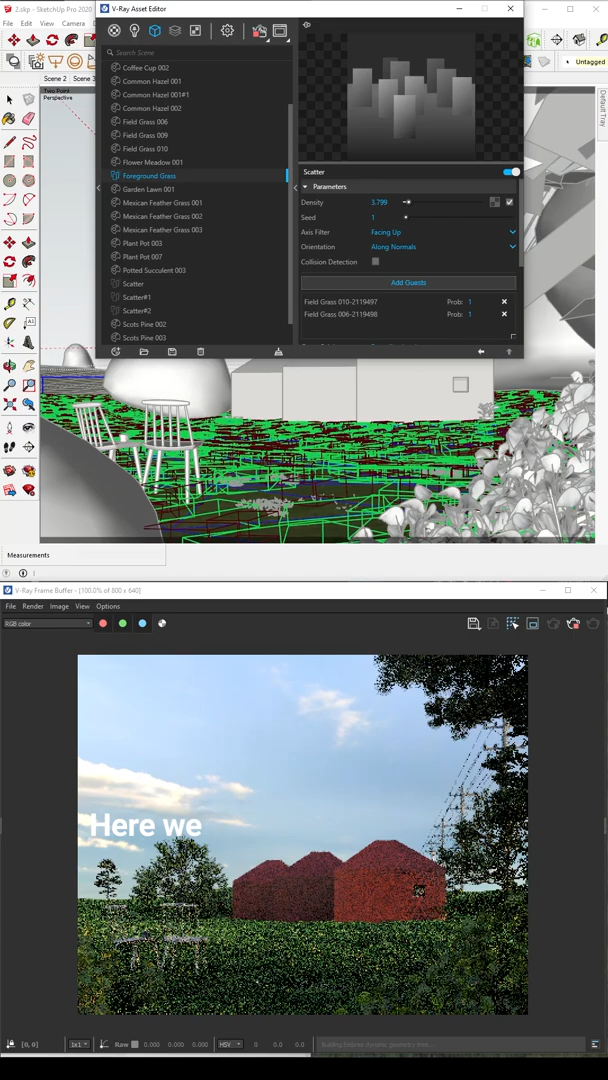 2.skp - SketchUp Pro 2020
V-Ray Asset Editor
File Edit View Camera
Search Scene
Scene 2 Scene 3
Untagged
Two Point
Perspective
Default Tray
Coffee Cup 002
Common Hazel 001
Common Hazel 001#1
Common Hazel 002
Field Grass 006
Field Grass 009
Field Grass 010
Flower Meadow 001
Foreground Grass
Garden Lawn 001
Mexican Feather Grass 001
Mexican Feather Grass 002
Mexican Feather Grass 003
Plant Pot 003
Plant Pot 007
Potted Succulent 003
Scatter
Scatter#1
Scatter#2
Scots Pine 002
Scots Pine 003
Scatter
Parameters
Density 3.799
Seed 1
Axis Filter Facing Up
Orientation Along Normals
Collision Detection
Add Guests
Field Grass 010-2119497 Prob: 1
Field Grass 006-2119498 Prob: 1
Measurements
V-Ray Frame Buffer - [100.0% of 800 x 640]
File Render Image View Options
RGB color
Here we
[0, 0] 1x1 Raw 0.000 0.000 0.000 HSV 0 0.0 0.0 Building Embree dynamic geometry tree...